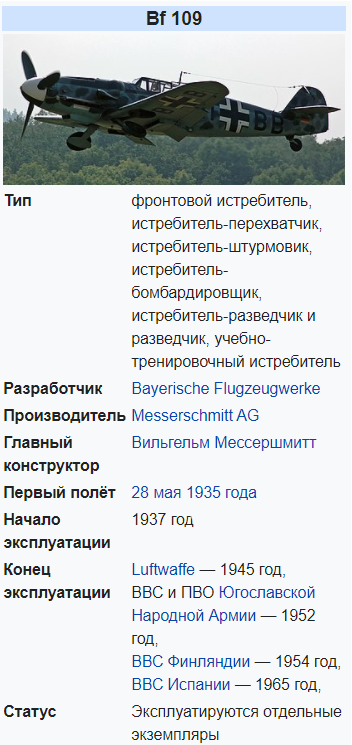 Bf 109
BB
Тип фронтовой истребитель,
истребитель-перехватчик,
истребитель-штурмовик,
истребитель-
бомбардировщик,
истребитель-разведчик и
разведчик, учебно-
тренировочный истребитель
Разработчик Bayerische Flugzeugwerke
Производитель Messerschmitt AG
Главный Вильгельм Мессершмитт
конструктор
Первый полёт 28 мая 1935 года
Начало 1937 год
эксплуатации
Конец Luftwaffe — 1945 год,
эксплуатации ВВС и ПВО Югославской
Народной Армии — 1952
год,
ВВС Финляндии — 1954 год,
ВВС Испании — 1965 год,
Статус Эксплуатируются отдельные
экземпляры